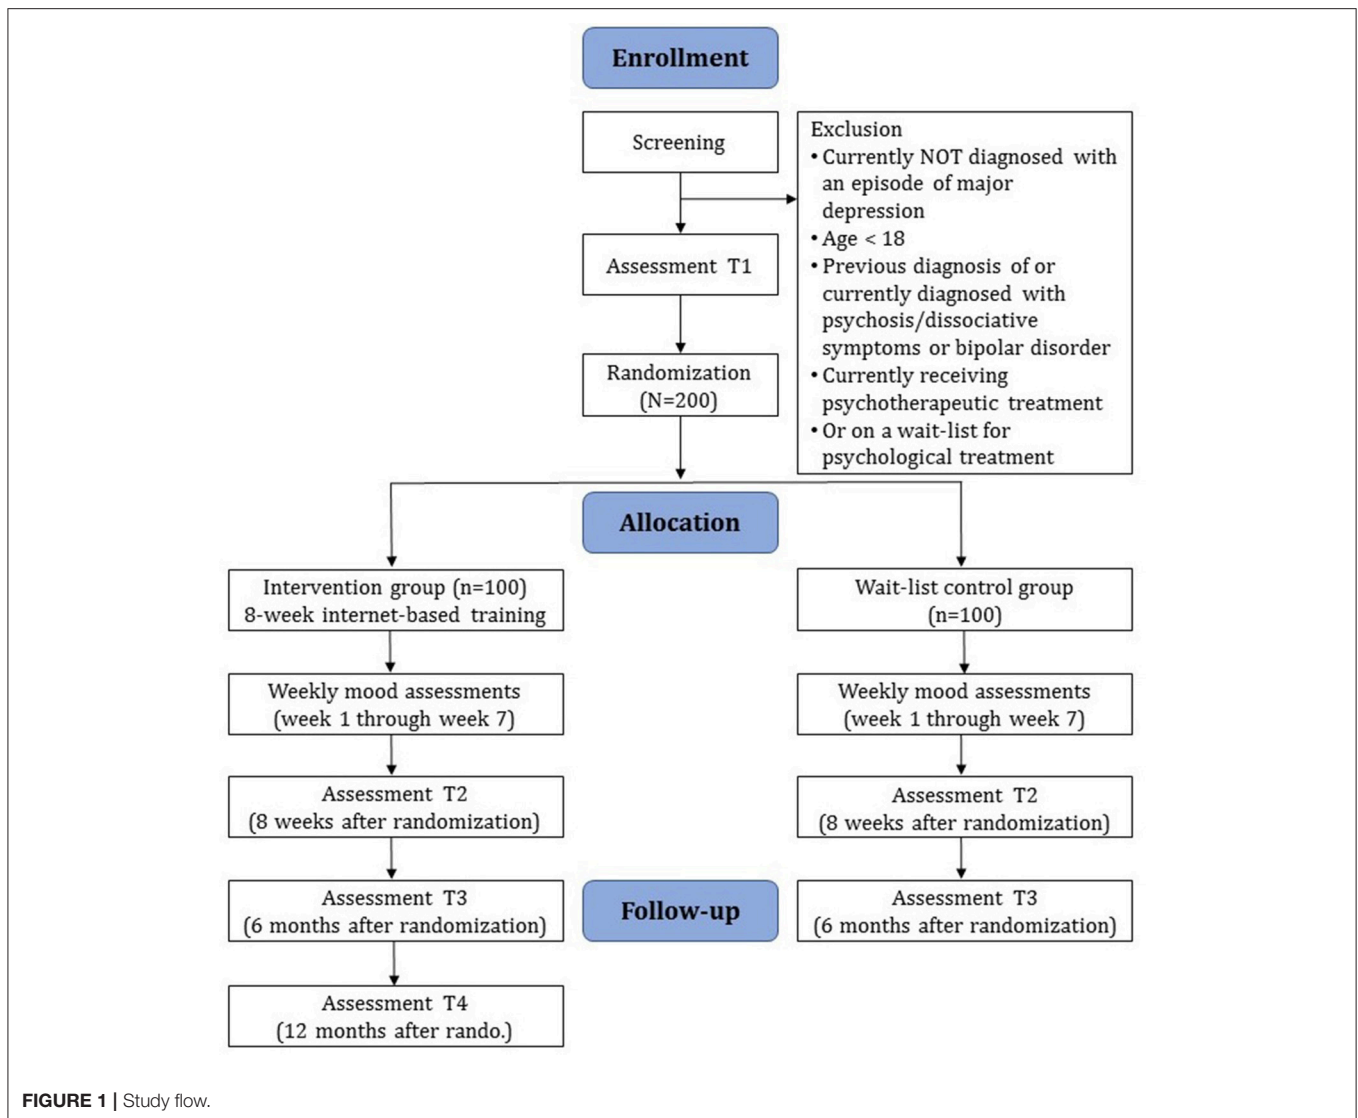 Enrollment
Screening
Exclusion
• Currently NOT diagnosed with
an episode of major
depression
• Age < 18
• Previous diagnosis of or
currently diagnosed with
psychosis/dissociative
symptoms or bipolar disorder
• Currently receiving
psychotherapeutic treatment
• Or on a wait-list for
psychological treatment
Assessment T1
Randomization
(N=200)
Allocation
Intervention group (n=100)
8-week internet-based training
Wait-list control group
(n=100)
Weekly mood assessments
(week 1 through week 7)
Weekly mood assessments
(week 1 through week 7)
Assessment T2
(8 weeks after randomization)
Assessment T2
(8 weeks after randomization)
Assessment T3
(6 months after randomization)
Follow-up
Assessment T3
(6 months after randomization)
Assessment T4
(12 months after rando.)
FIGURE 1 | Study flow.